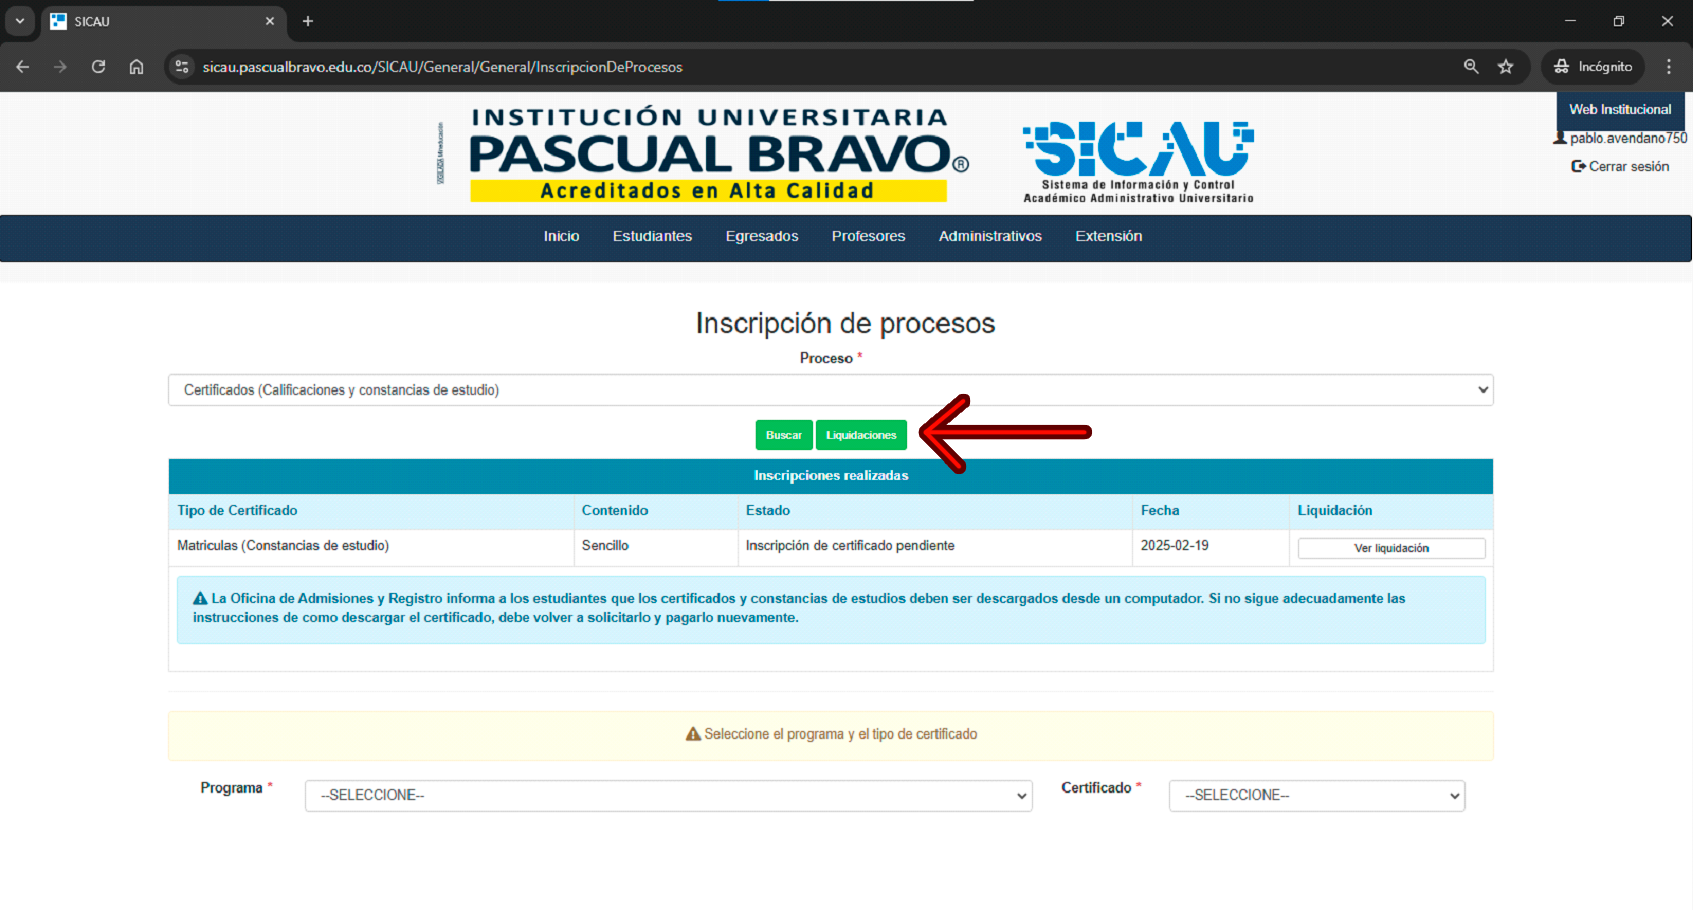 SICAU
sicau.pascualbravo.edu.co/SICAU/General/General/InscripcionDeProcesos
Incógnito
Web Institucional
pablo.avendano750
Cerrar sesión
VIGILADA Mineducación
INSTITUCIÓN UNIVERSITARIA
PASCUAL BRAVO®
Acreditados en Alta Calidad
SICAU
Sistema de Información y Control
Académico Administrativo Universitario
Inicio Estudiantes Egresados Profesores Administrativos Extensión
Inscripción de procesos
Proceso *
Certificados (Calificaciones y constancias de estudio)
Buscar Liquidaciones
Inscripciones realizadas
Tipo de Certificado Contenido Estado Fecha Liquidación
Matriculas (Constancias de estudio) Sencillo Inscripción de certificado pendiente 2025-02-19 Ver liquidación
La Oficina de Admisiones y Registro informa a los estudiantes que los certificados y constancias de estudios deben ser descargados desde un computador. Si no sigue adecuadamente las
instrucciones de como descargar el certificado, debe volver a solicitarlo y pagarlo nuevamente.
Seleccione el programa y el tipo de certificado
Programa * --SELECCIONE-- Certificado * --SELECCIONE--